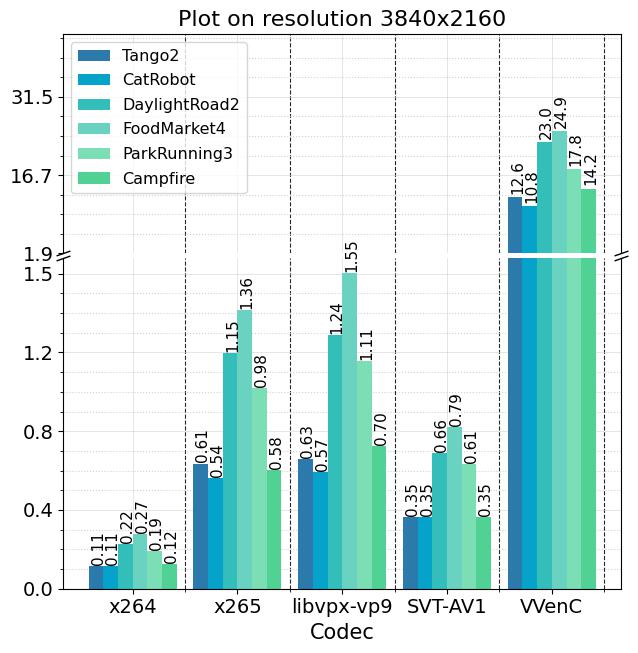 Plot on resolution 3840x2160
Tango2
CatRobot
DaylightRoad2
FoodMarket4
ParkRunning3
Campfire
31.5
16.7
1.9
12.6
10.8
23.0
24.9
17.8
14.2
1.5
1.2
0.8
0.4
0.0
0.11
0.11
0.22
0.27
0.19
0.12
0.61
0.54
1.15
1.36
0.98
0.58
0.63
0.57
1.24
1.55
1.11
0.70
0.35
0.35
0.66
0.79
0.61
0.35
x264
x265
libvpx-vp9
SVT-AV1
VVenC
Codec